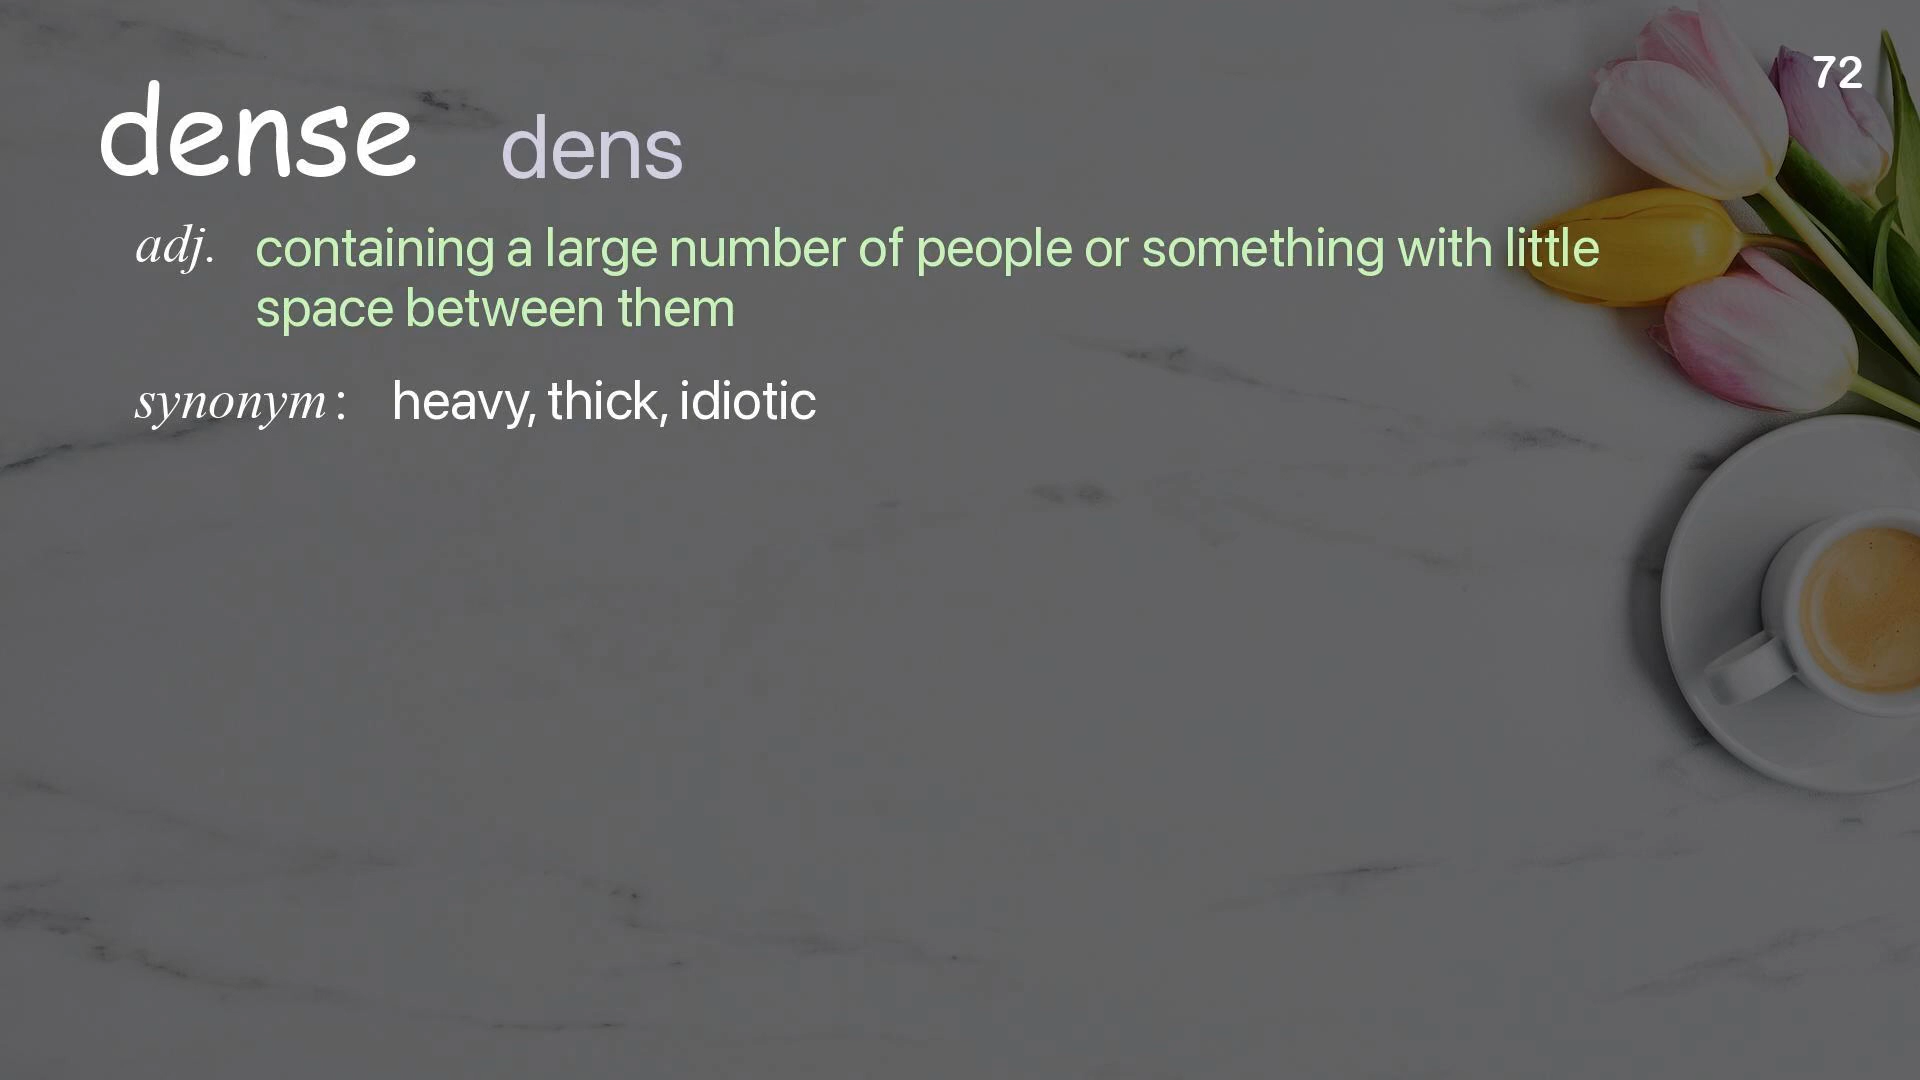 72
dense dens
adj. containing a large number of people or something with little
space between them
synonym: heavy, thick, idiotic